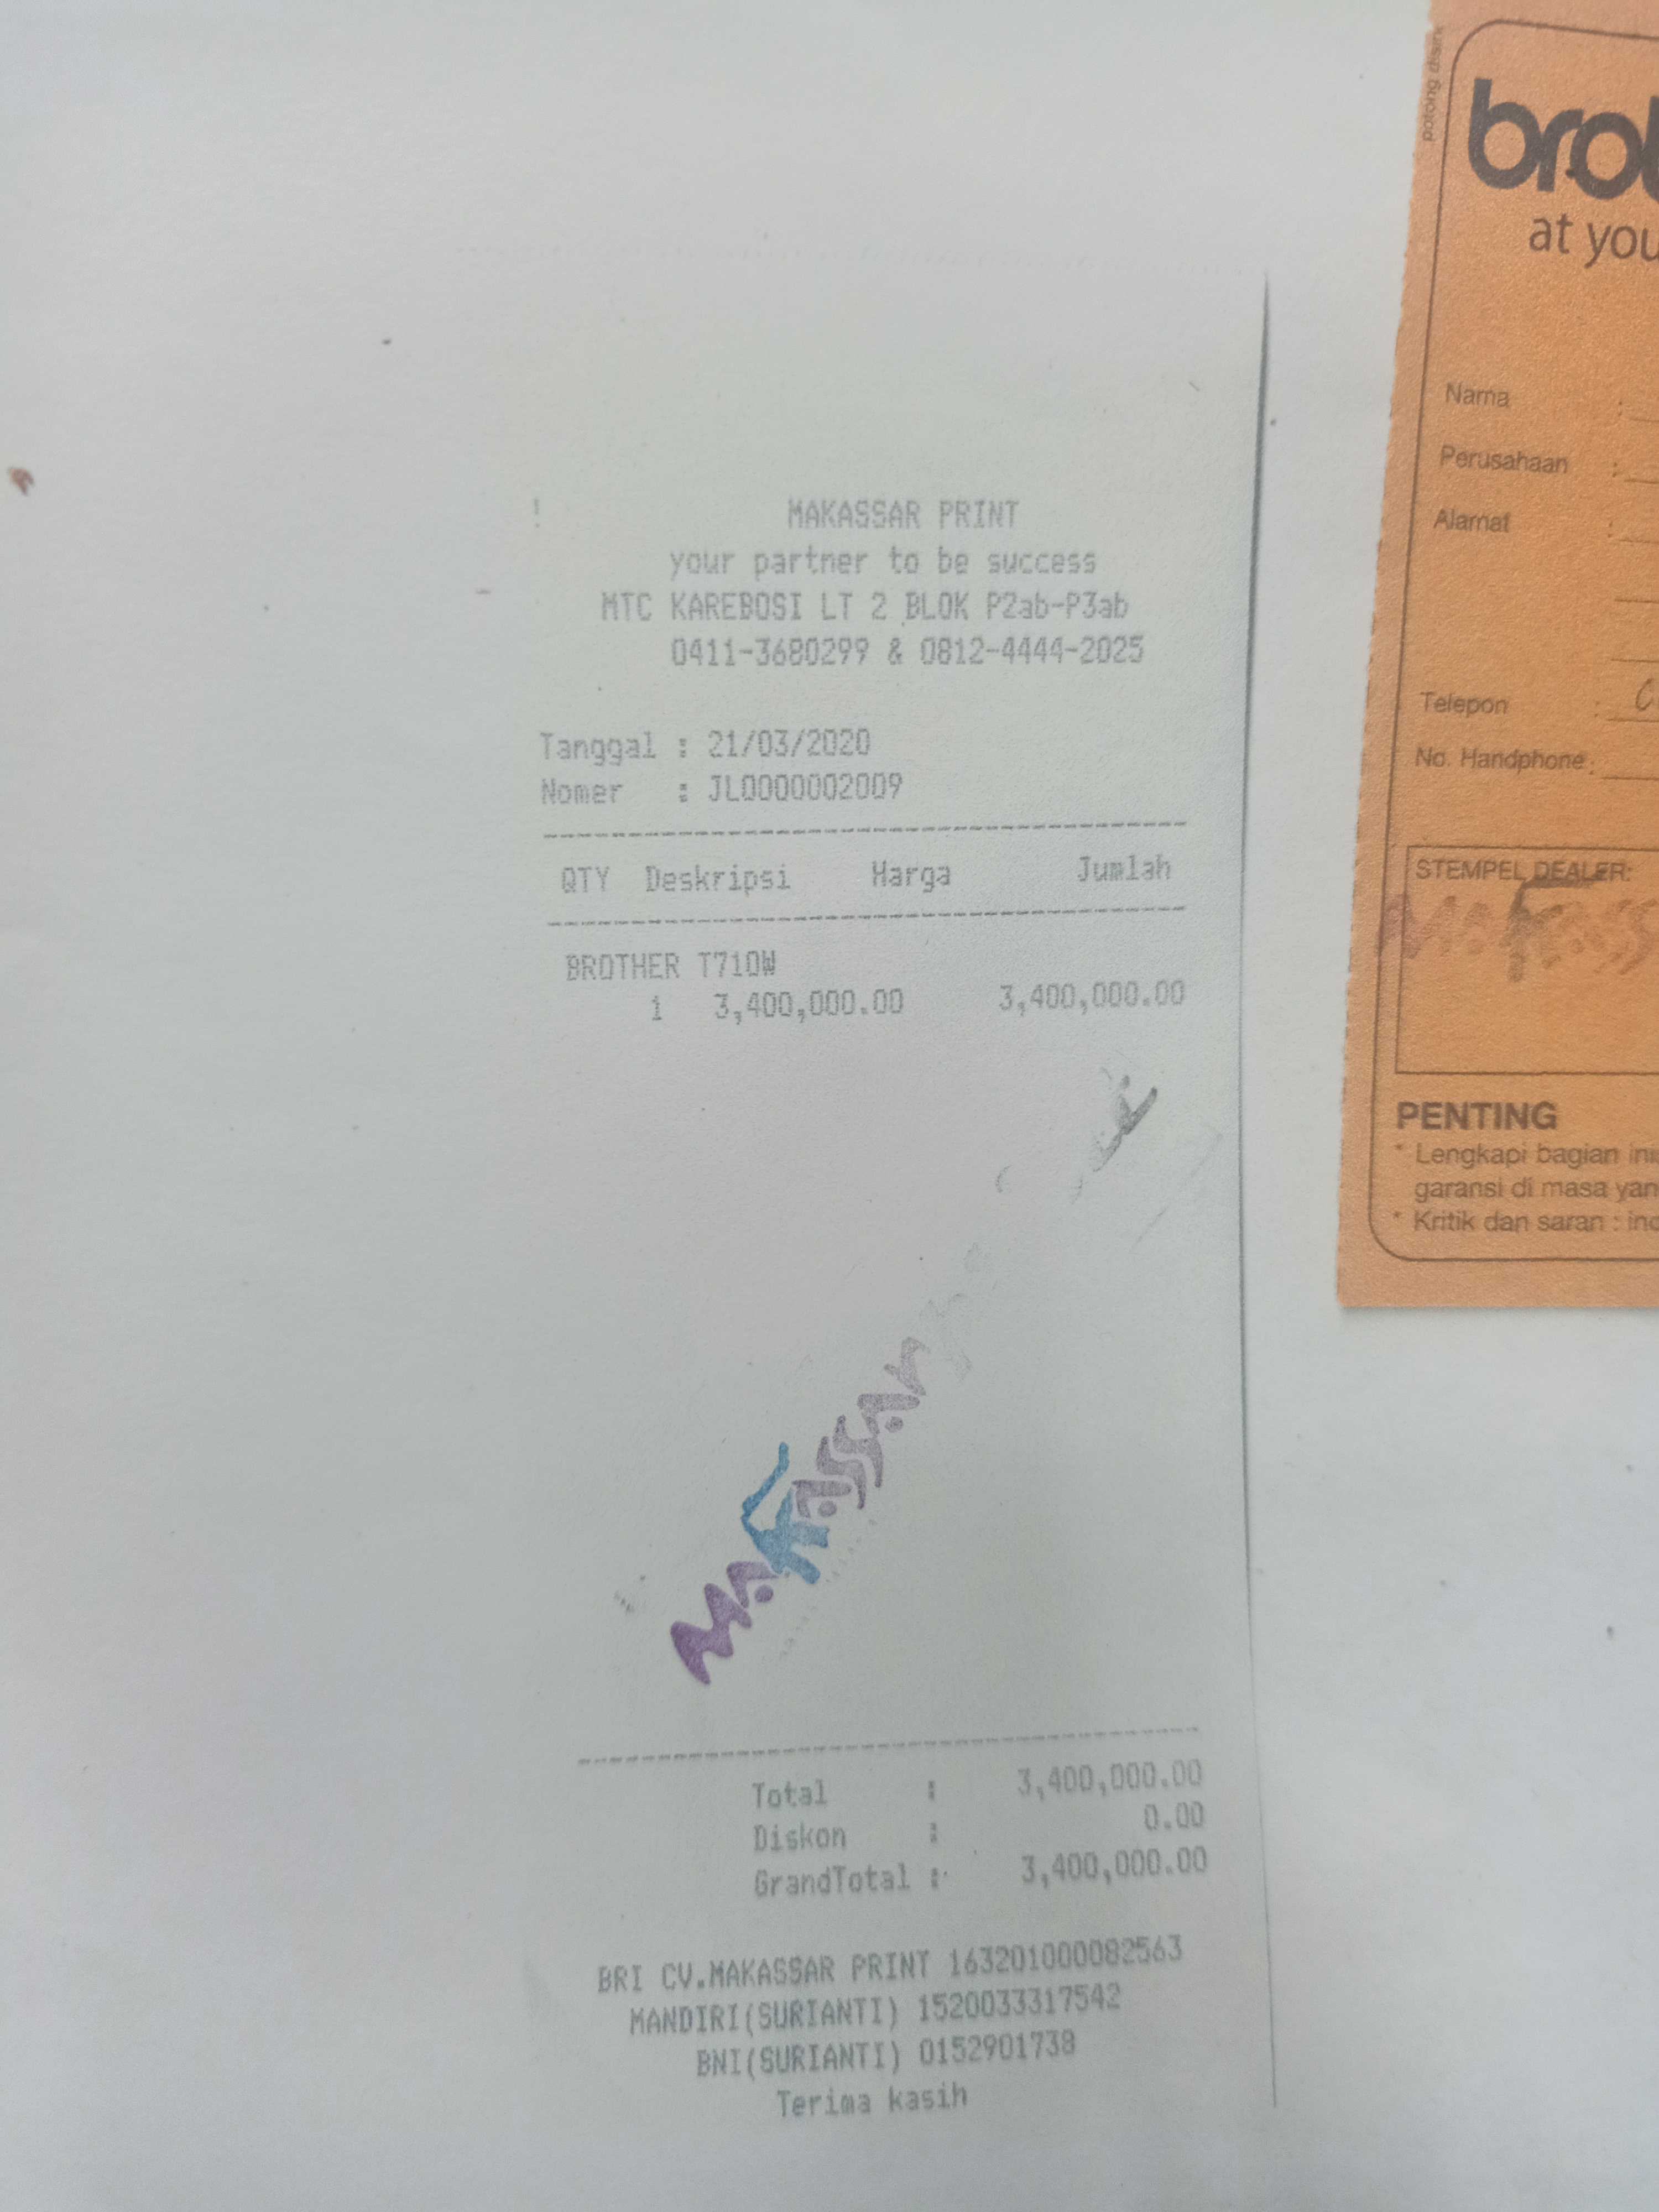 !
MAKASSAR PRINT
your partner to be success
MTC KAREBOSI LT 2 BLOK P2ab-P3ab
0411-3680299 & 0812-4444-2025
Tanggal : 21/03/2020
Nomer : JL0000002009
QTY Deskripsi Harga Jumlah
BROTHER T710W
1 3,400,000.00 3,400,000.00
MAKASSAR
Total : 3,400,000.00
Diskon : 0.00
GrandTotal : 3,400,000.00
BRI CV.MAKASSAR PRINT 163201000082563
MANDIRI(SURIANTI) 1520033317542
BNI(SURIANTI) 0152901738
Terima kasih
potong
brot
at you
Nama :
Perusahaan :
Alamat :
Telepon :
No. Handphone :
STEMPEL DEALER:
PENTING
* Lengkapi bagian ini
garansi di masa yan
* Kritik dan saran : ind